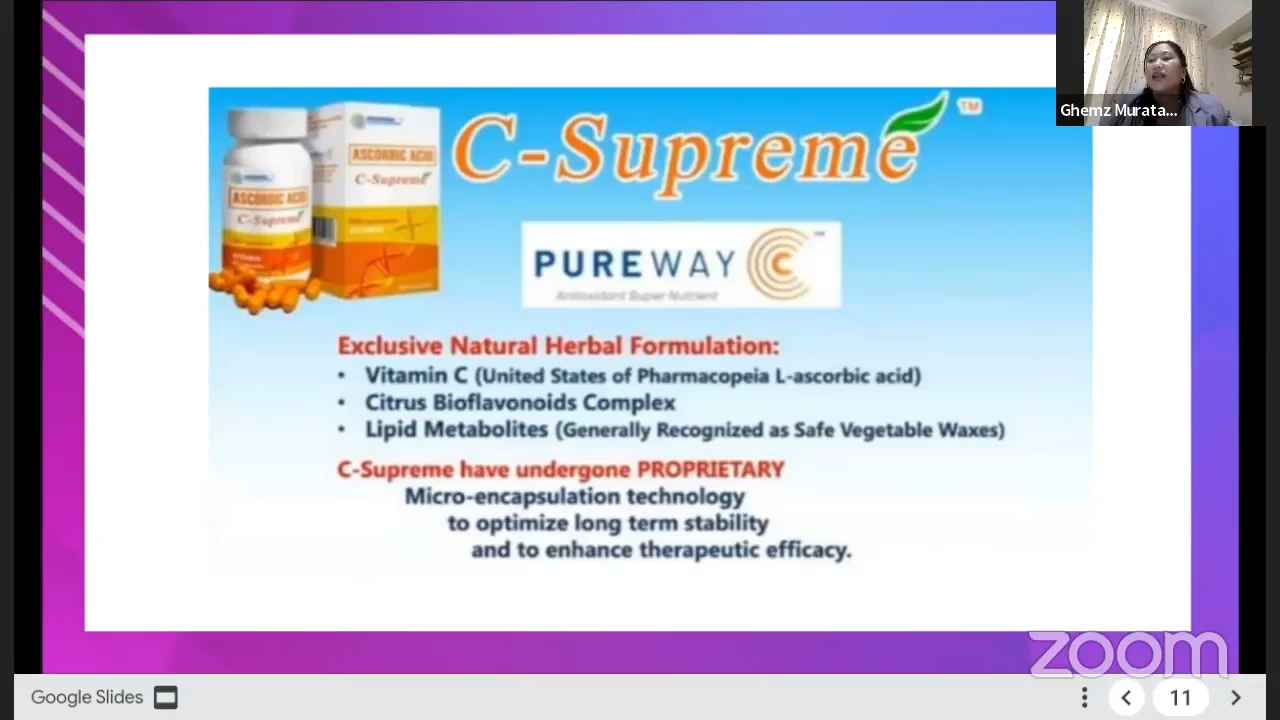 C-Supreme™
ASCORBIC ACID
C-Supreme
ASCORBIC ACID
C-Supreme
PUREWAY C™
Antioxidant Super Nutrient
Exclusive Natural Herbal Formulation:
• Vitamin C (United States of Pharmacopeia L-ascorbic acid)
• Citrus Bioflavonoids Complex
• Lipid Metabolites (Generally Recognized as Safe Vegetable Waxes)
C-Supreme have undergone PROPRIETARY
Micro-encapsulation technology
to optimize long term stability
and to enhance therapeutic efficacy.
Ghemz Murata...
zoom
Google Slides
11